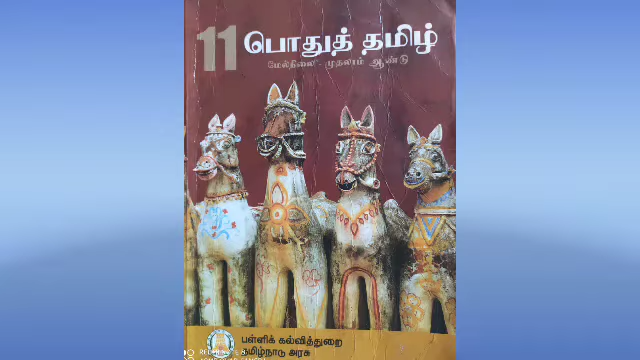 11 பொதுத் தமிழ்
மேல்நிலை - முதலாம் ஆண்டு
பள்ளிக் கல்வித்துறை
தமிழ்நாடு அரசு